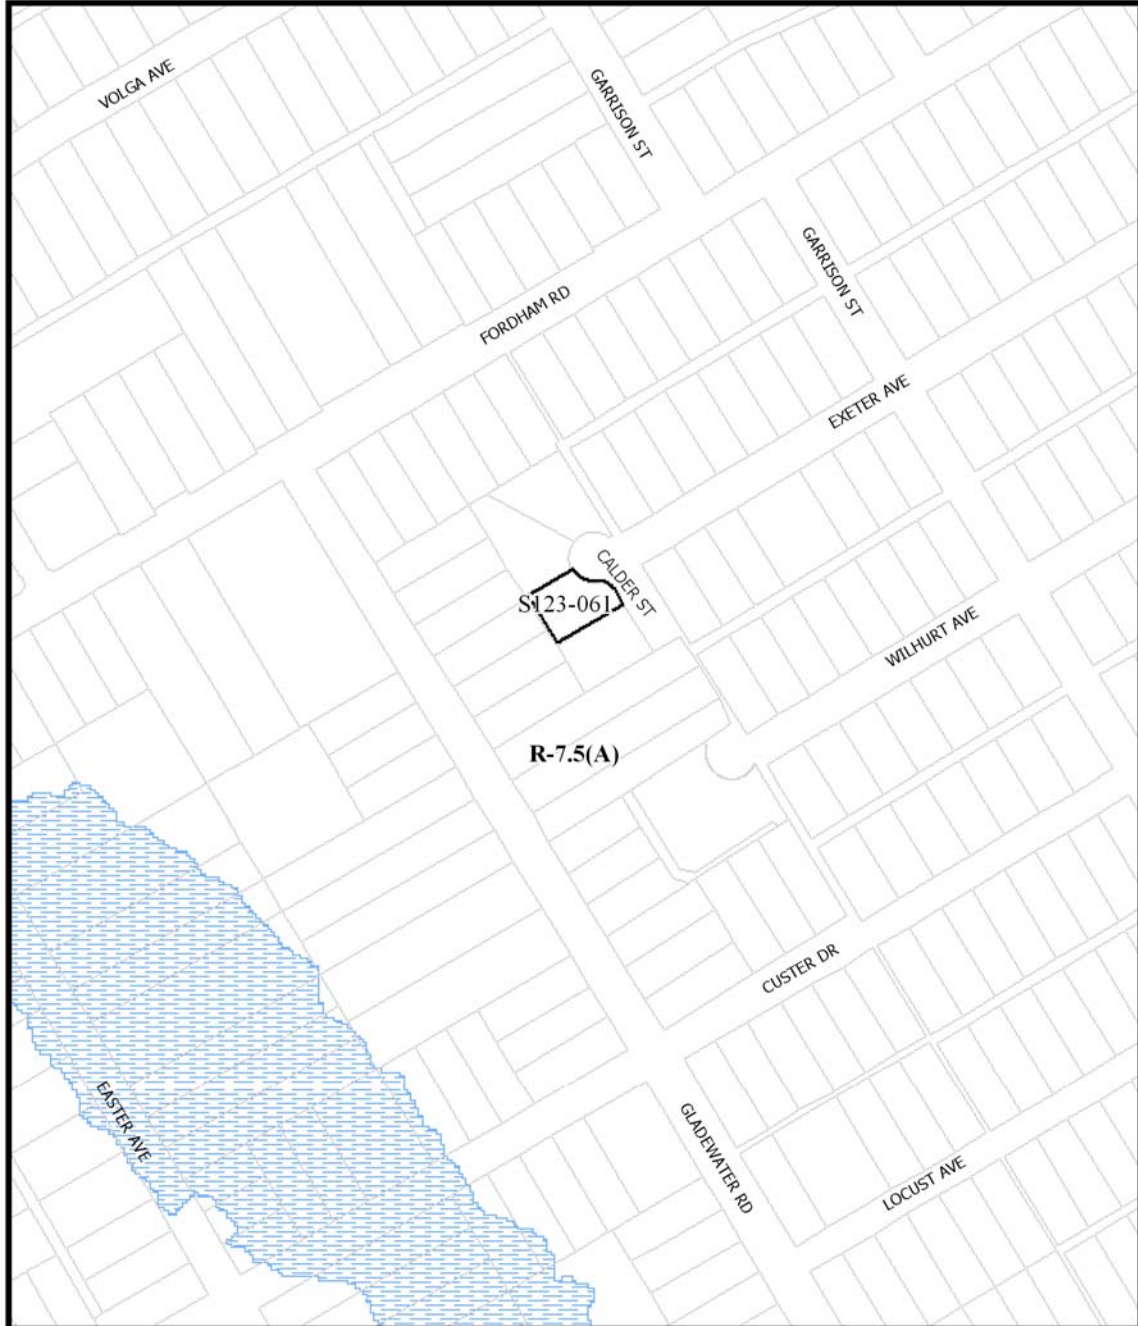 VOLGA AVE
GARRISON ST
GARRISON ST
FORDHAM RD
EXETER AVE
CALDER ST
S123-061
WILHURT AVE
R-7.5(A)
CUSTER DR
EASTER AVE
GLADEWATER RD
LOCUST AVE